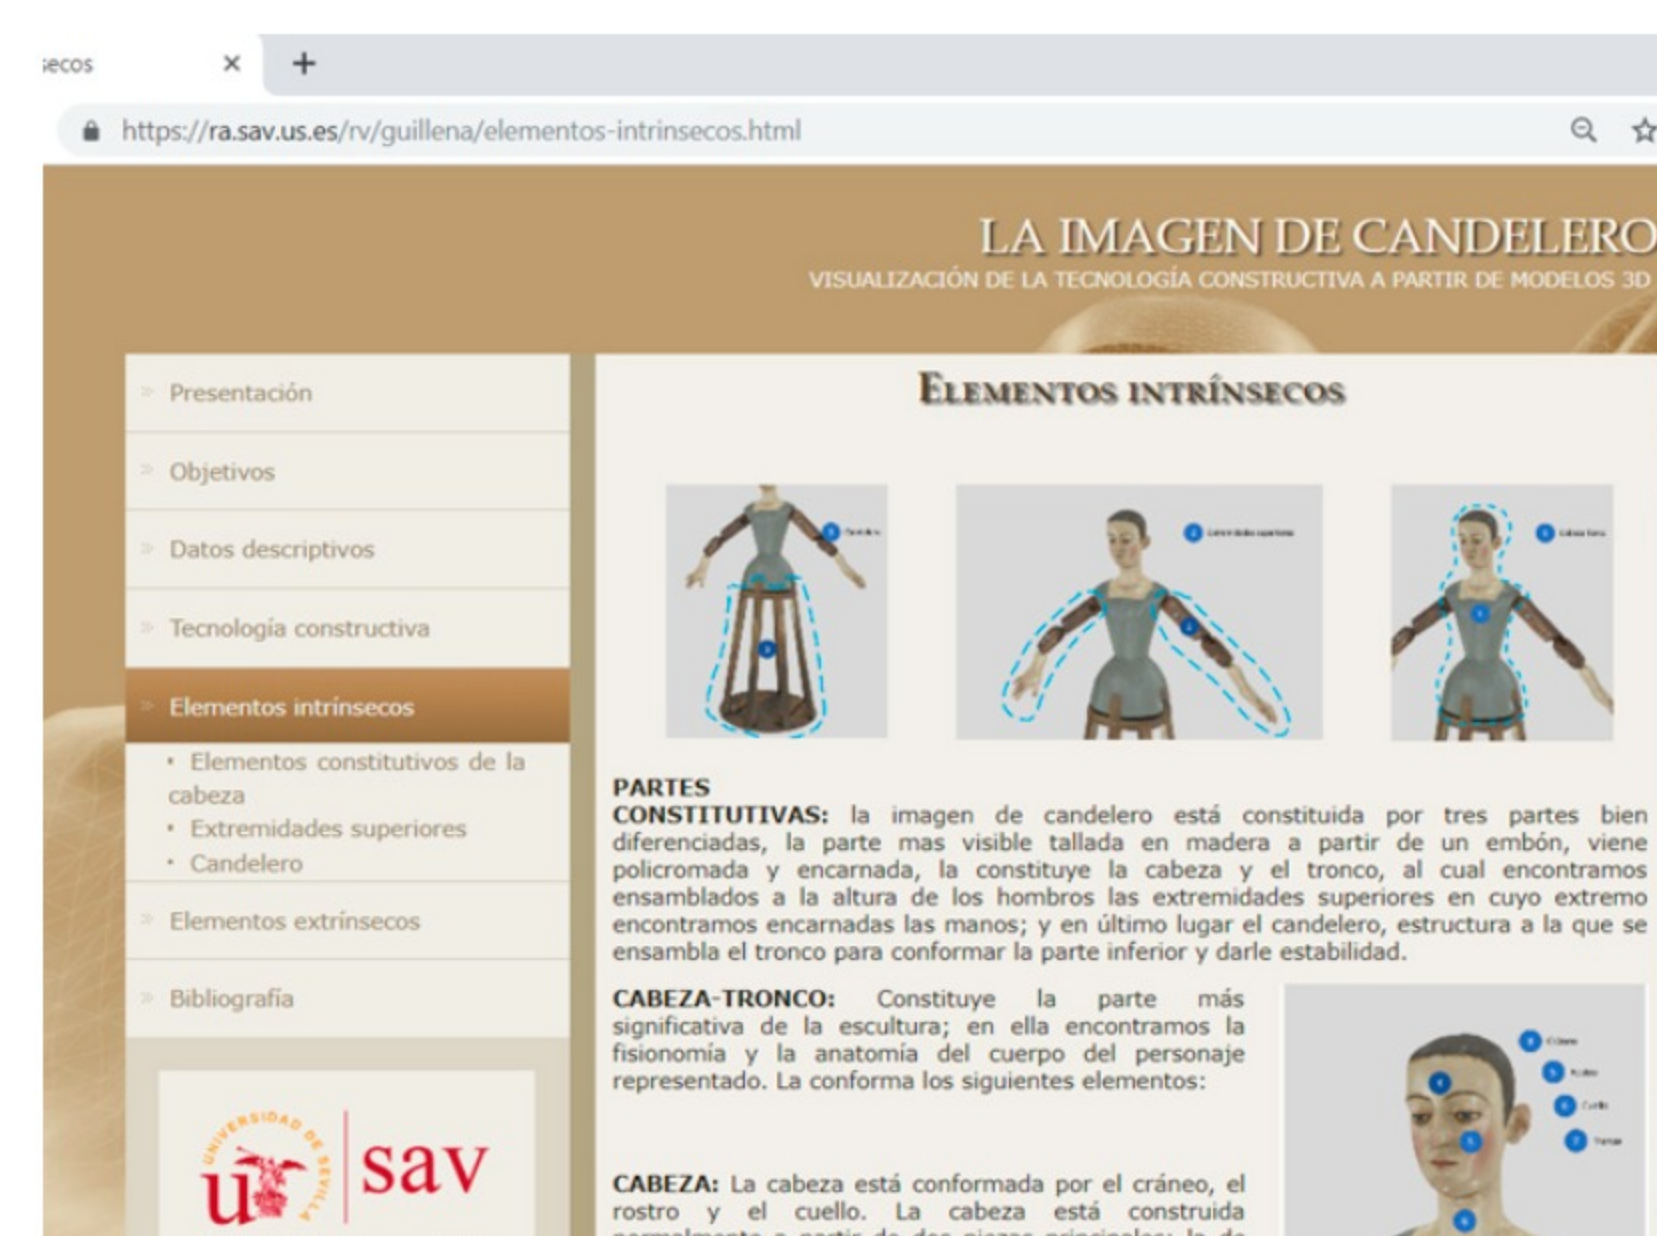 secos
https://ra.sav.us.es/rv/guillena/elementos-intrinsecos.html
LA IMAGEN DE CANDELERO
VISUALIZACIÓN DE LA TECNOLOGÍA CONSTRUCTIVA A PARTIR DE MODELOS 3D
Presentación
Objetivos
Datos descriptivos
Tecnología constructiva
Elementos intrínsecos
Elementos constitutivos de la
cabeza
Extremidades superiores
Candelero
Elementos extrínsecos
Bibliografía
UNIVERSIDAD DE SEVILLA
us
sav
ELEMENTOS INTRÍNSECOS
PARTES
CONSTITUTIVAS: la imagen de candelero está constituida por tres partes bien
diferenciadas, la parte mas visible tallada en madera a partir de un embón, viene
policromada y encarnada, la constituye la cabeza y el tronco, al cual encontramos
ensamblados a la altura de los hombros las extremidades superiores en cuyo extremo
encontramos encarnadas las manos; y en último lugar el candelero, estructura a la que se
ensambla el tronco para conformar la parte inferior y darle estabilidad.
CABEZA-TRONCO: Constituye la parte más
significativa de la escultura; en ella encontramos la
fisionomía y la anatomía del cuerpo del personaje
representado. La conforma los siguientes elementos:
CABEZA: La cabeza está conformada por el cráneo, el
rostro y el cuello. La cabeza está construida